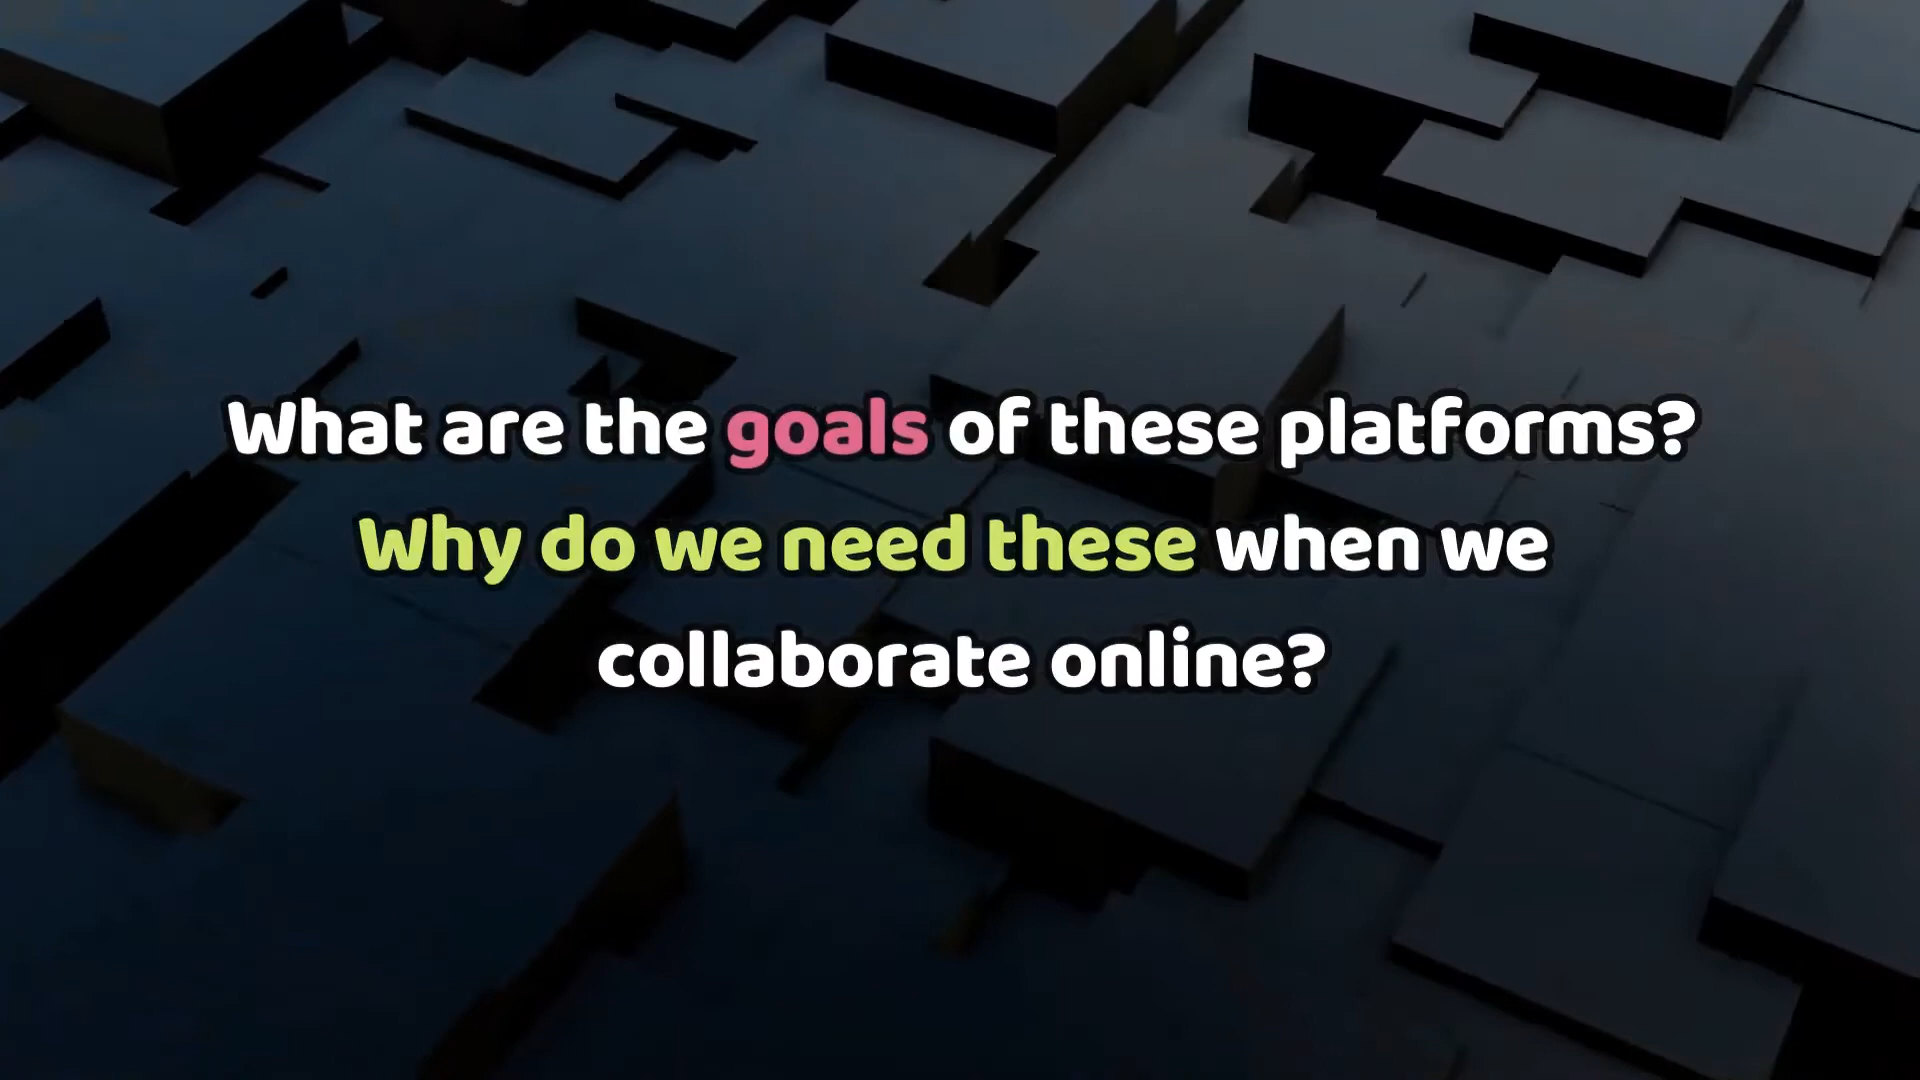 What are the goals of these platforms?
Why do we need these when we
collaborate online?